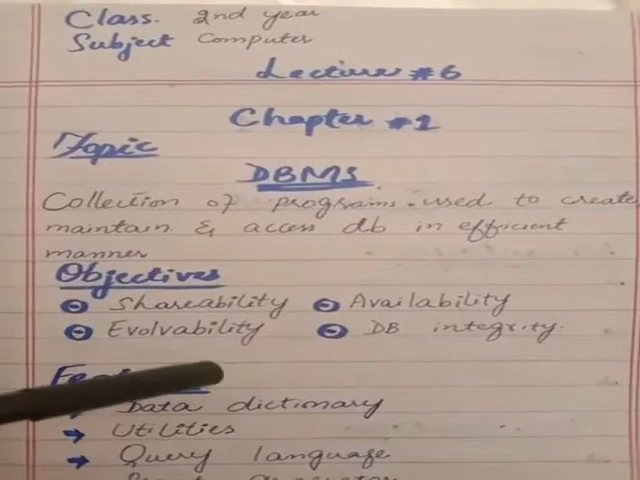 Class. 2nd year
Subject Computer
Lecture #6
Chapter #1
Topic
DBMS
Collection of programs used to create
maintain & access db in efficient
manner
Objectives
Shareability Availability
Evolvability DB integrity.
Data dictionary
Utilities
Query language